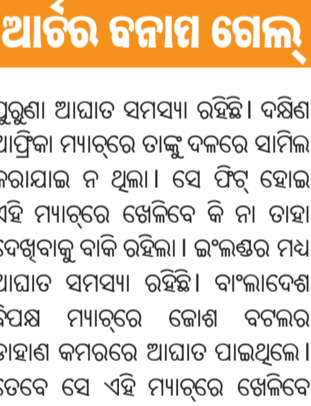 ଆର୍ଚର ବନାମ ଗେଲ୍
ପୁରୁଣା ଆଘାତ ସମସ୍ୟା ରହିଛି। ଦକ୍ଷିଣ
ଆଫ୍ରିକା ମ୍ୟାଚ୍‌ରେ ତାଙ୍କୁ ଦଳରେ ସାମିଲ
କରାଯାଇ ନ ଥିଲା। ସେ ଫିଟ୍ ହୋଇ
ଏହି ମ୍ୟାଚ୍‌ରେ ଖେଳିବେ କି ନା ତାହା
ଦେଖିବାକୁ ବାକି ରହିଲା। ଇଂଲଣ୍ଡର ମଧ୍ୟ
ଆଘାତ ସମସ୍ୟା ରହିଛି। ବାଂଲାଦେଶ
ବିପକ୍ଷ ମ୍ୟାଚ୍‌ରେ ଜୋଶ ବଟଲର
ଡାହାଣ କମରରେ ଆଘାତ ପାଇଥିଲେ।
ତେବେ ସେ ଏହି ମ୍ୟାଚ୍‌ରେ ଖେଳିବେ